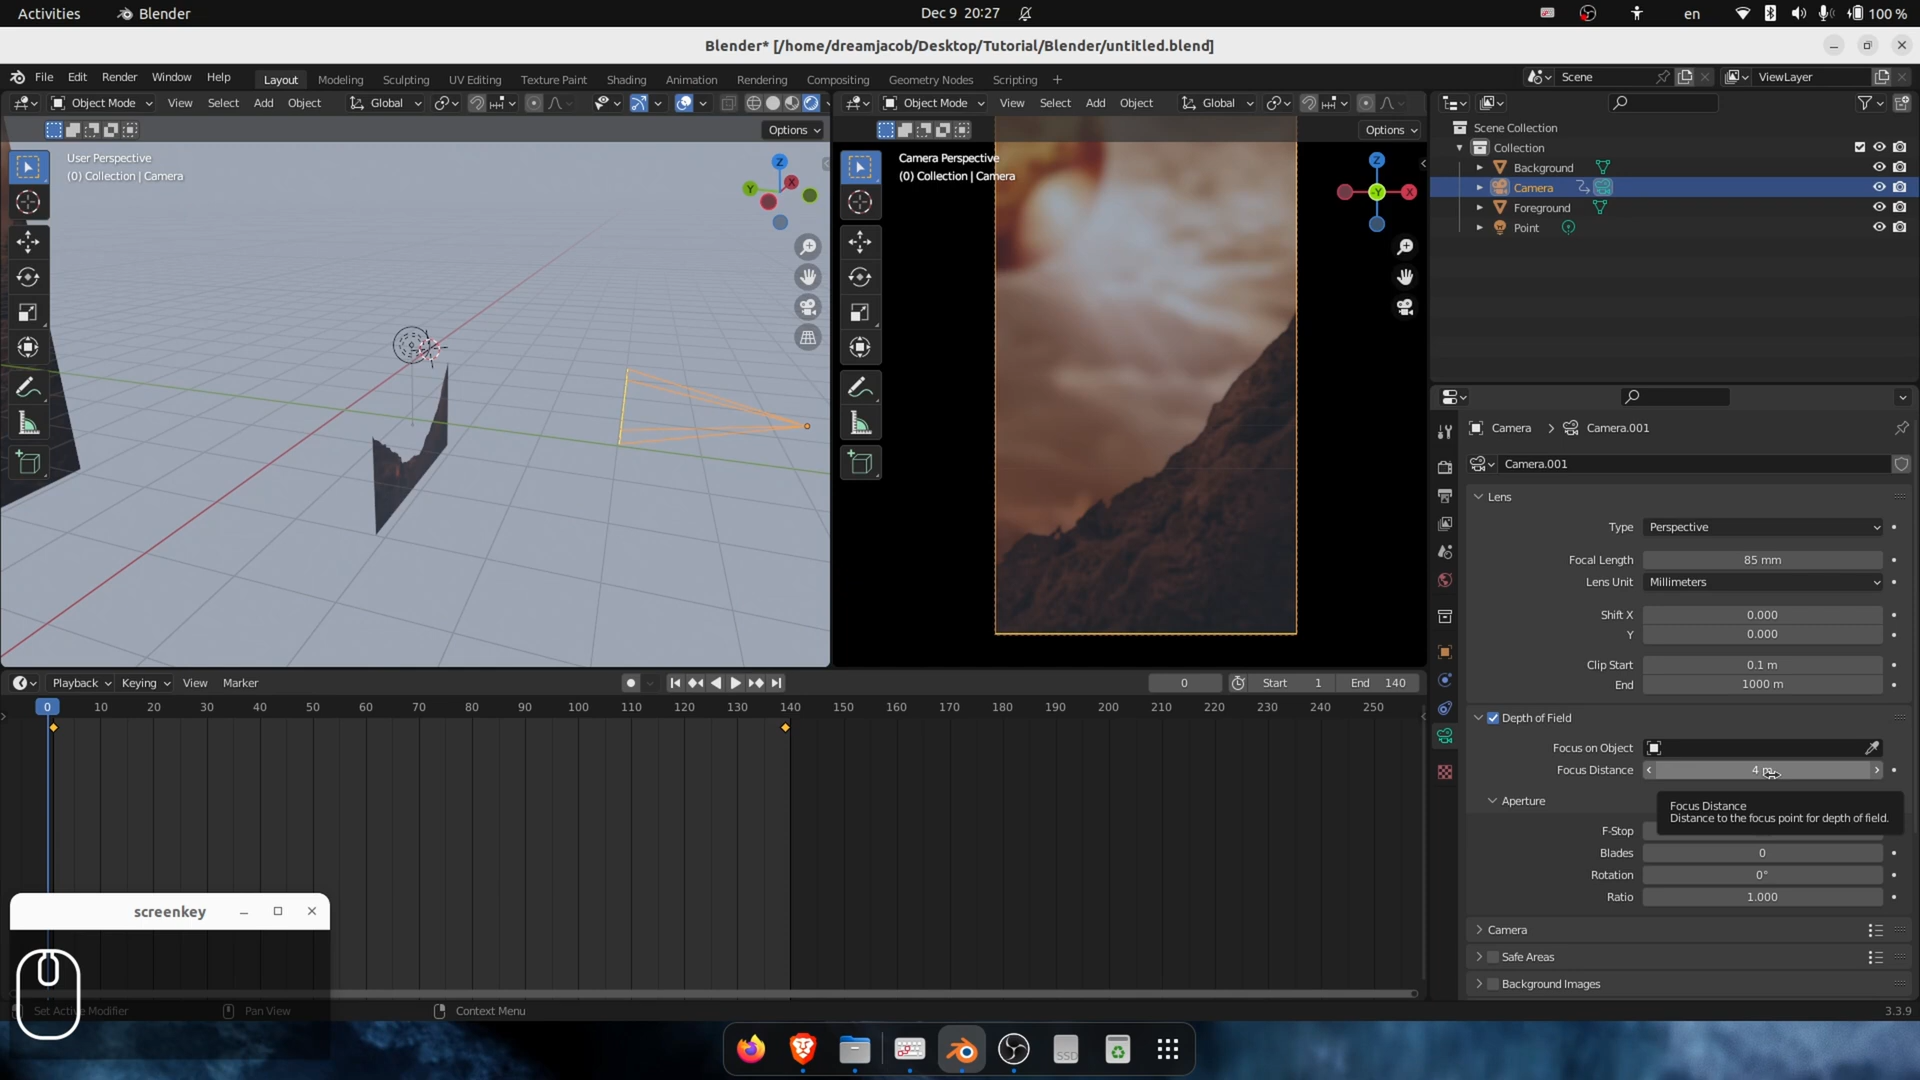 Activities
Blender
Dec 9 20:27
en
100 %
Blender* [/home/dreamjacob/Desktop/Tutorial/Blender/untitled.blend]
File Edit Render Window Help
Layout Modeling Sculpting UV Editing Texture Paint Shading Animation Rendering Compositing Geometry Nodes Scripting +
Scene
ViewLayer
Object Mode View Select Add Object Global
Object Mode View Select Add Object Global
Options
Options
User Perspective
(0) Collection | Camera
Z
X
Y
Camera Perspective
(0) Collection | Camera
Z
Y
X
Scene Collection
Collection
Background
Camera
Foreground
Point
Camera > Camera.001
Camera.001
Lens
Type Perspective
Focal Length 85 mm
Lens Unit Millimeters
Shift X 0.000
Y 0.000
Clip Start 0.1 m
End 1000 m
Depth of Field
Focus on Object
Focus Distance 4 m
Aperture
Focus Distance
Distance to the focus point for depth of field.
F-Stop
Blades 0
Rotation 0°
Ratio 1.000
Camera
Safe Areas
Background Images
Playback Keying View Marker
0
Start 1
End 140
0 10 20 30 40 50 60 70 80 90 100 110 120 130 140 150 160 170 180 190 200 210 220 230 240 250
screenkey
Set Active Modifier
Pan View
Context Menu
3.3.9
SSD